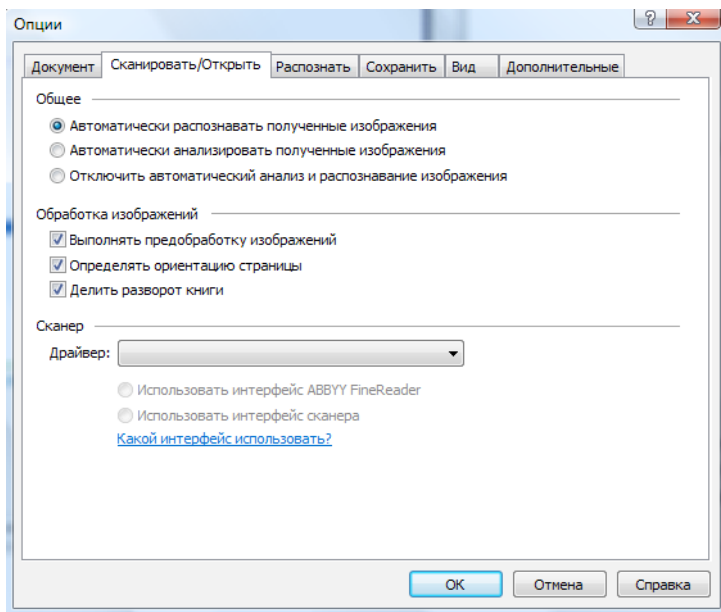 Опции
Документ Сканировать/Открыть Распознать Сохранить Вид Дополнительные
Общее
Автоматически распознавать полученные изображения
Автоматически анализировать полученные изображения
Отключить автоматический анализ и распознавание изображения
Обработка изображений
Выполнять предобработку изображений
Определять ориентацию страницы
Делить разворот книги
Сканер
Драйвер:
Использовать интерфейс ABBYY FineReader
Использовать интерфейс сканера
Какой интерфейс использовать?
ОК Отмена Справка